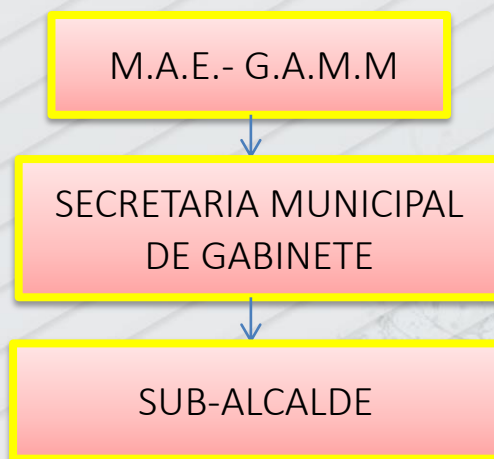 M.A.E.- G.A.M.M
SECRETARIA MUNICIPAL
DE GABINETE
SUB-ALCALDE